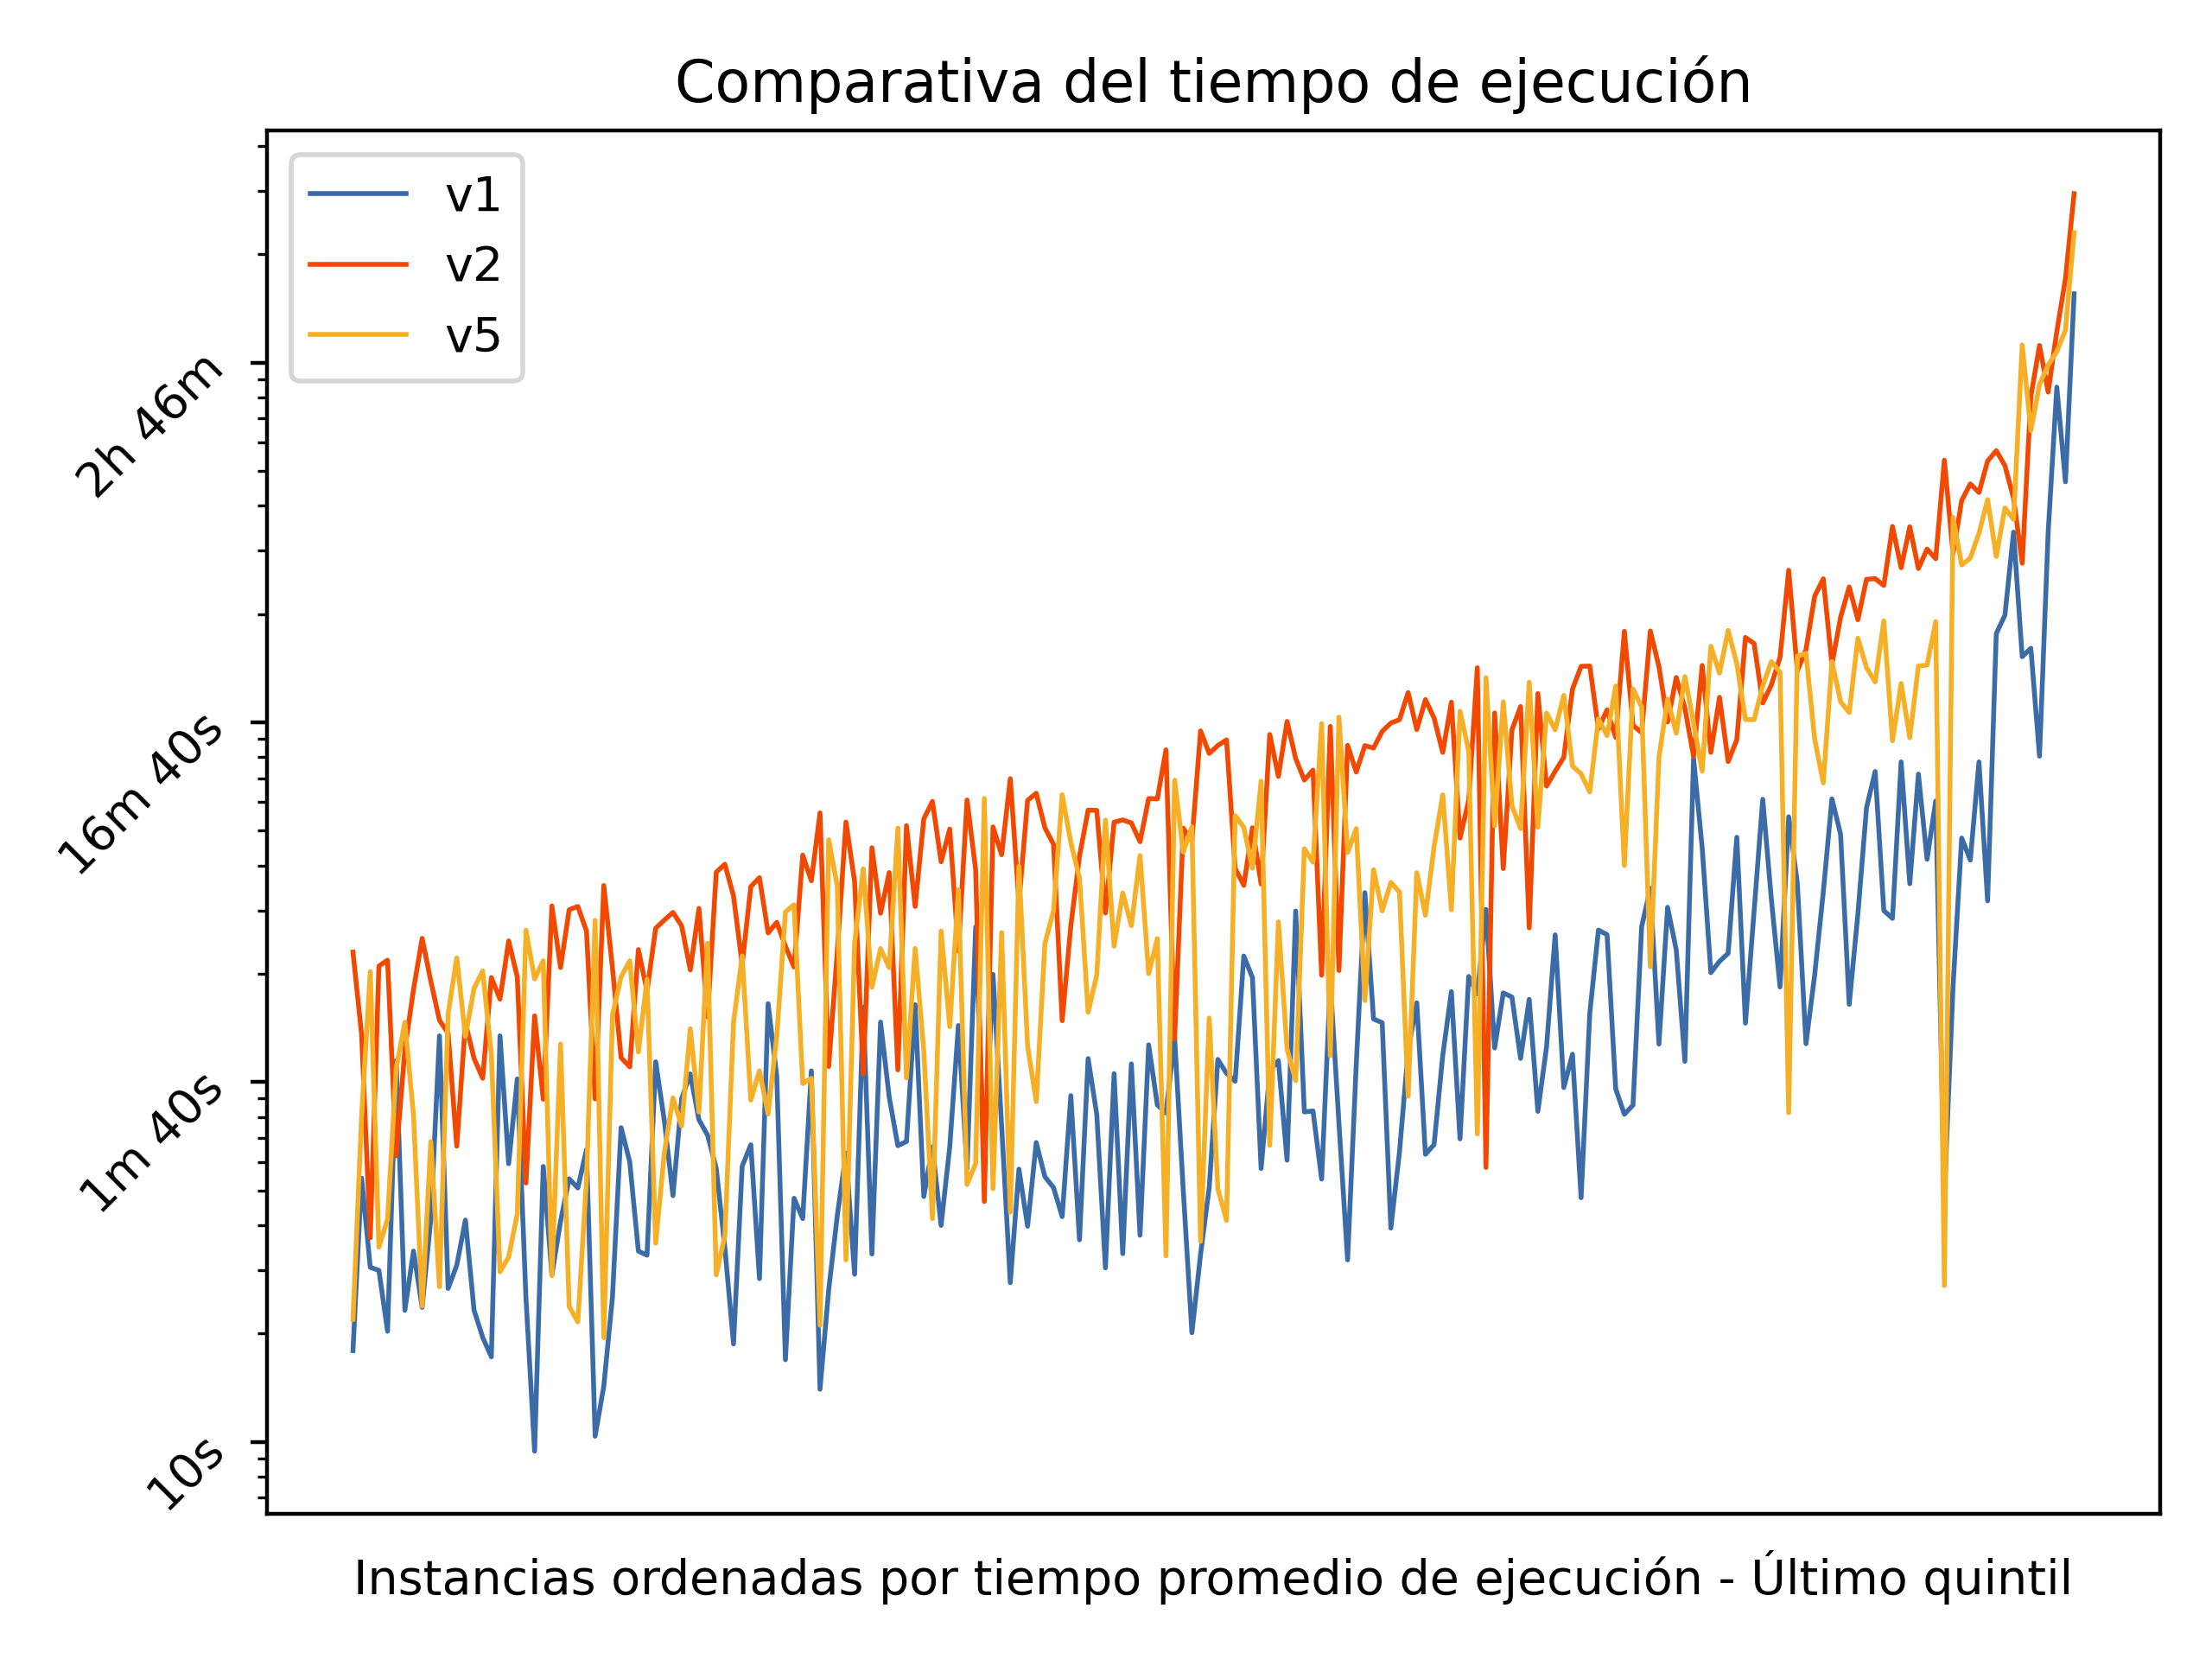 Comparativa del tiempo de ejecución
v1
v2
v5
2h 46m
16m 40s
1m 40s
10s
Instancias ordenadas por tiempo promedio de ejecución - Último quintil